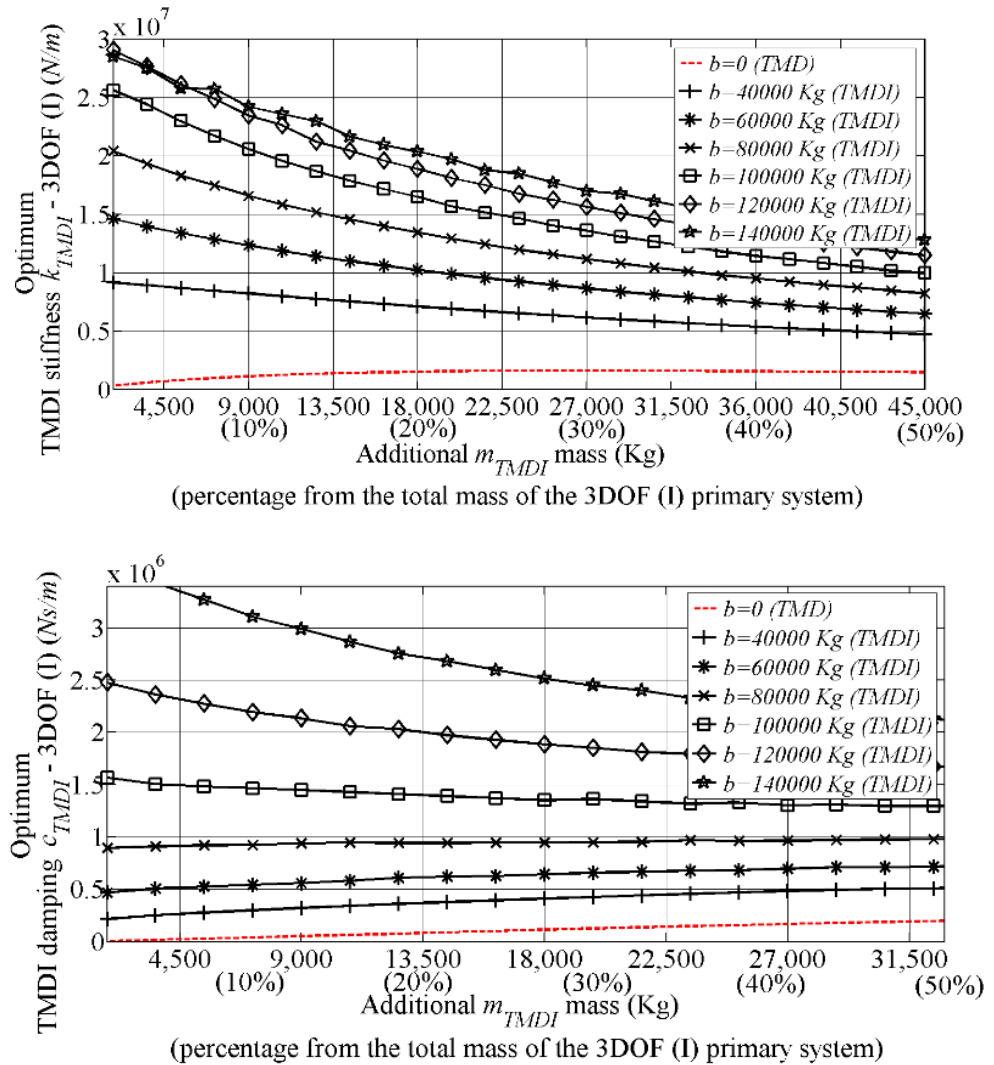 x 10^7
Optimum
TMDI stiffness k_TMDI - 3DOF (I) (N/m)
3
2.5
2
1.5
1
0.5
0
b=0 (TMD)
b=40000 Kg (TMDI)
b=60000 Kg (TMDI)
b=80000 Kg (TMDI)
b=100000 Kg (TMDI)
b=120000 Kg (TMDI)
b=140000 Kg (TMDI)
4,500 9,000 13,500 18,000 22,500 27,000 31,500 36,000 40,500 45,000
(10%) (20%) (30%) (40%) (50%)
Additional m_TMDI mass (Kg)
(percentage from the total mass of the 3DOF (I) primary system)
x 10^6
Optimum
TMDI damping c_TMDI - 3DOF (I) (Ns/m)
3
2.5
2
1.5
1
0.5
0
b=0 (TMD)
b=40000 Kg (TMDI)
b=60000 Kg (TMDI)
b=80000 Kg (TMDI)
b=100000 Kg (TMDI)
b=120000 Kg (TMDI)
b=140000 Kg (TMDI)
4,500 9,000 13,500 18,000 22,500 27,000 31,500
(10%) (20%) (30%) (40%) (50%)
Additional m_TMDI mass (Kg)
(percentage from the total mass of the 3DOF (I) primary system)